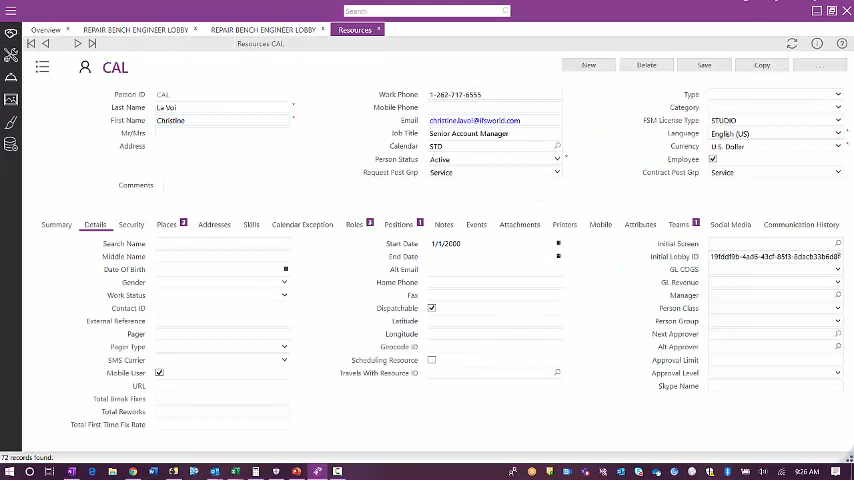 Search
Overview × REPAIR BENCH ENGINEER LOBBY × REPAIR BENCH ENGINEER LOBBY × Resources ×
Resources CAL
CAL
New Delete Save Copy ...
Person ID CAL
Last Name La Voi
First Name Christine
Mr/Mrs
Address
Comments
Work Phone 1-262-717-6555
Mobile Phone
Email christine.lavoi@ifsworld.com
Job Title Senior Account Manager
Calendar STD
Person Status Active
Request Post Grp Service
Type
Category
FSM License Type STUDIO
Language English (US)
Currency U.S. Dollar
Employee
Contract Post Grp Service
Summary Details Security Places 3 Addresses Skills Calendar Exception Roles 3 Positions 1 Notes Events Attachments Printers Mobile Attributes Teams 1 Social Media Communication History
Search Name
Middle Name
Date Of Birth
Gender
Work Status
Contact ID
External Reference
Pager
Pager Type
SMS Carrier
Mobile User
URL
Total Break Fixes
Total Reworks
Total First Time Fix Rate
Start Date 1/1/2000
End Date
Alt Email
Home Phone
Fax
Dispatchable
Latitude
Longitude
Geocode ID
Scheduling Resource
Travels With Resource ID
Initial Screen
Initial Lobby ID
GL COGS
GL Revenue
Manager
Person Class
Person Group
Next Approver
Alt Approver
Approval Limit
Approval Level
Skype Name
72 records found.
9:26 AM